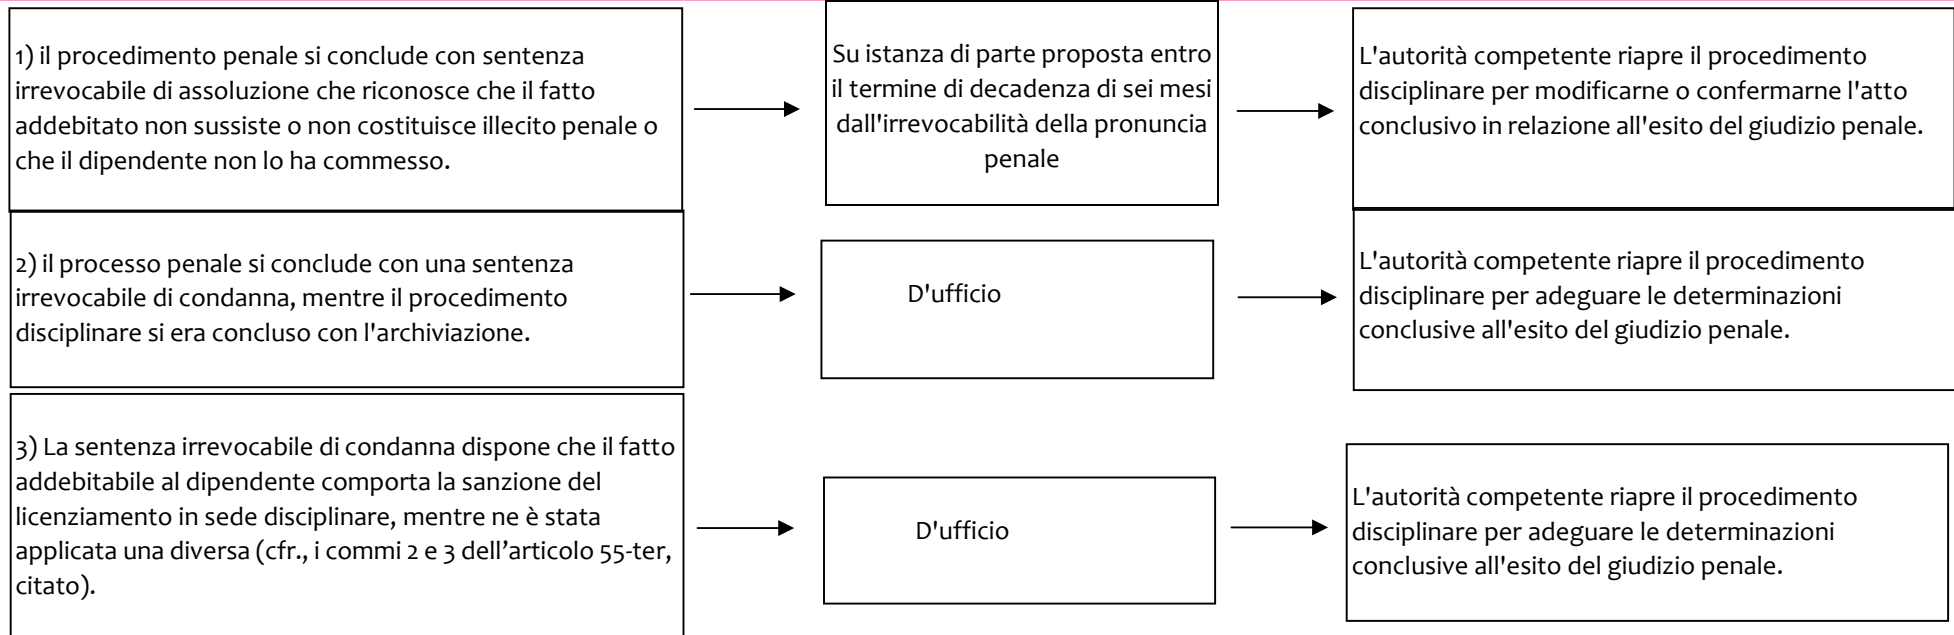 1) il procedimento penale si conclude con sentenza
irrevocabile di assoluzione che riconosce che il fatto
addebitato non sussiste o non costituisce illecito penale o
che il dipendente non lo ha commesso.
Su istanza di parte proposta entro
il termine di decadenza di sei mesi
dall'irrevocabilità della pronuncia
penale
L'autorità competente riapre il procedimento
disciplinare per modificarne o confermarne l'atto
conclusivo in relazione all'esito del giudizio penale.
2) il processo penale si conclude con una sentenza
irrevocabile di condanna, mentre il procedimento
disciplinare si era concluso con l'archiviazione.
D'ufficio
L'autorità competente riapre il procedimento
disciplinare per adeguare le determinazioni
conclusive all'esito del giudizio penale.
3) La sentenza irrevocabile di condanna dispone che il fatto
addebitabile al dipendente comporta la sanzione del
licenziamento in sede disciplinare, mentre ne è stata
applicata una diversa (cfr., i commi 2 e 3 dell’articolo 55-ter,
citato).
D'ufficio
L'autorità competente riapre il procedimento
disciplinare per adeguare le determinazioni
conclusive all'esito del giudizio penale.